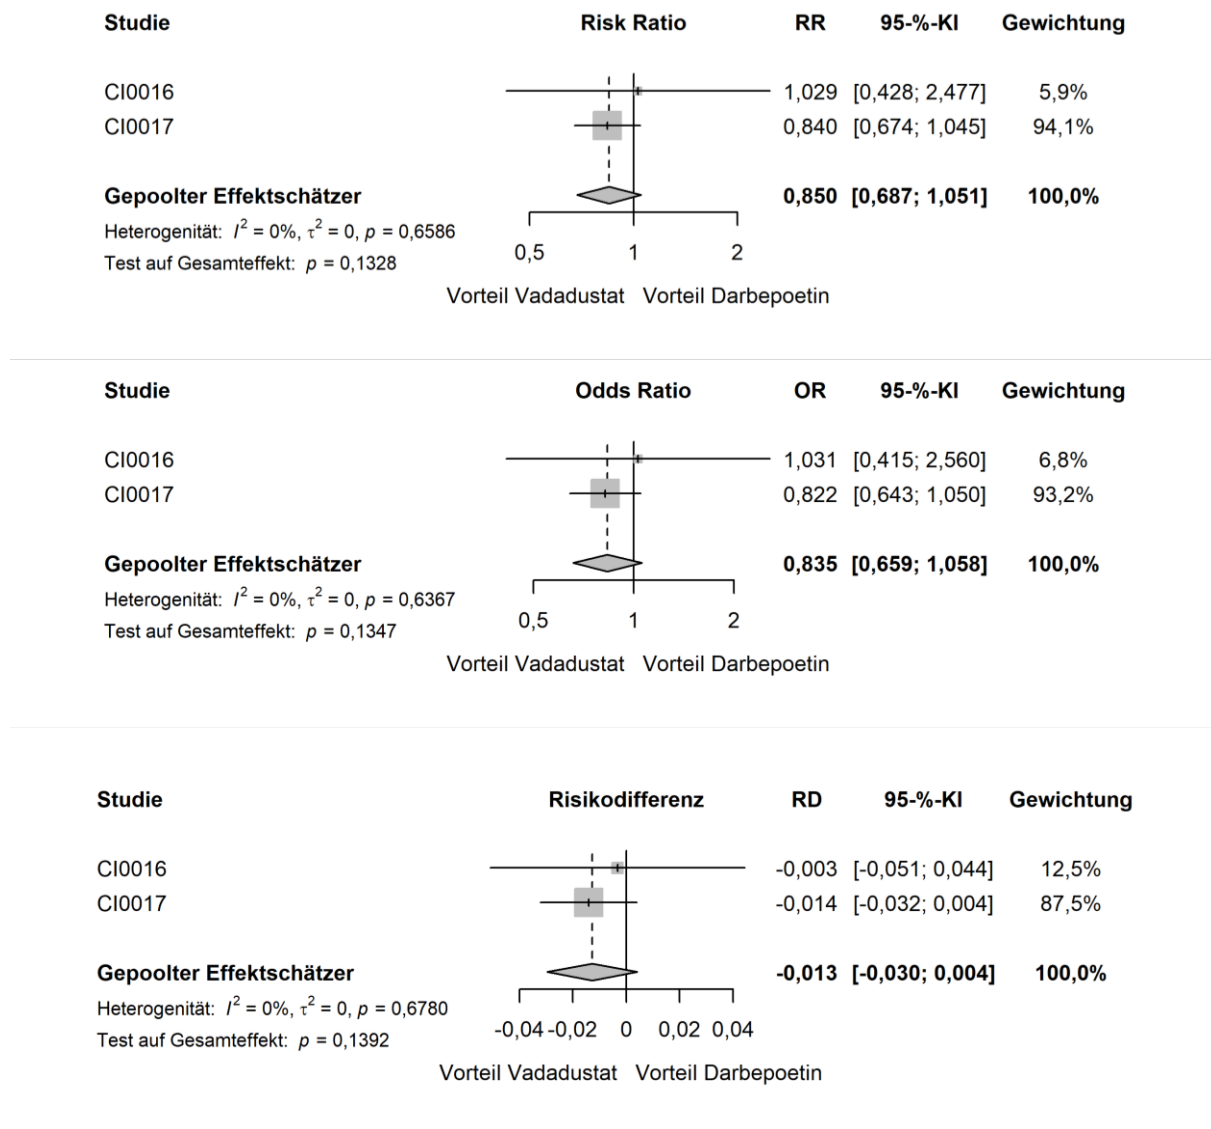 Studie Risk Ratio RR 95-%-KI Gewichtung
CI0016 1,029 [0,428; 2,477] 5,9%
CI0017 0,840 [0,674; 1,045] 94,1%
Gepoolter Effektschätzer 0,850 [0,687; 1,051] 100,0%
Heterogenität: I² = 0%, τ² = 0, p = 0,6586
Test auf Gesamteffekt: p = 0,1328
0,5 1 2
Vorteil Vadadustat Vorteil Darbepoetin
Studie Odds Ratio OR 95-%-KI Gewichtung
CI0016 1,031 [0,415; 2,560] 6,8%
CI0017 0,822 [0,643; 1,050] 93,2%
Gepoolter Effektschätzer 0,835 [0,659; 1,058] 100,0%
Heterogenität: I² = 0%, τ² = 0, p = 0,6367
Test auf Gesamteffekt: p = 0,1347
0,5 1 2
Vorteil Vadadustat Vorteil Darbepoetin
Studie Risikodifferenz RD 95-%-KI Gewichtung
CI0016 -0,003 [-0,051; 0,044] 12,5%
CI0017 -0,014 [-0,032; 0,004] 87,5%
Gepoolter Effektschätzer -0,013 [-0,030; 0,004] 100,0%
Heterogenität: I² = 0%, τ² = 0, p = 0,6780
Test auf Gesamteffekt: p = 0,1392
-0,04 -0,02 0 0,02 0,04
Vorteil Vadadustat Vorteil Darbepoetin